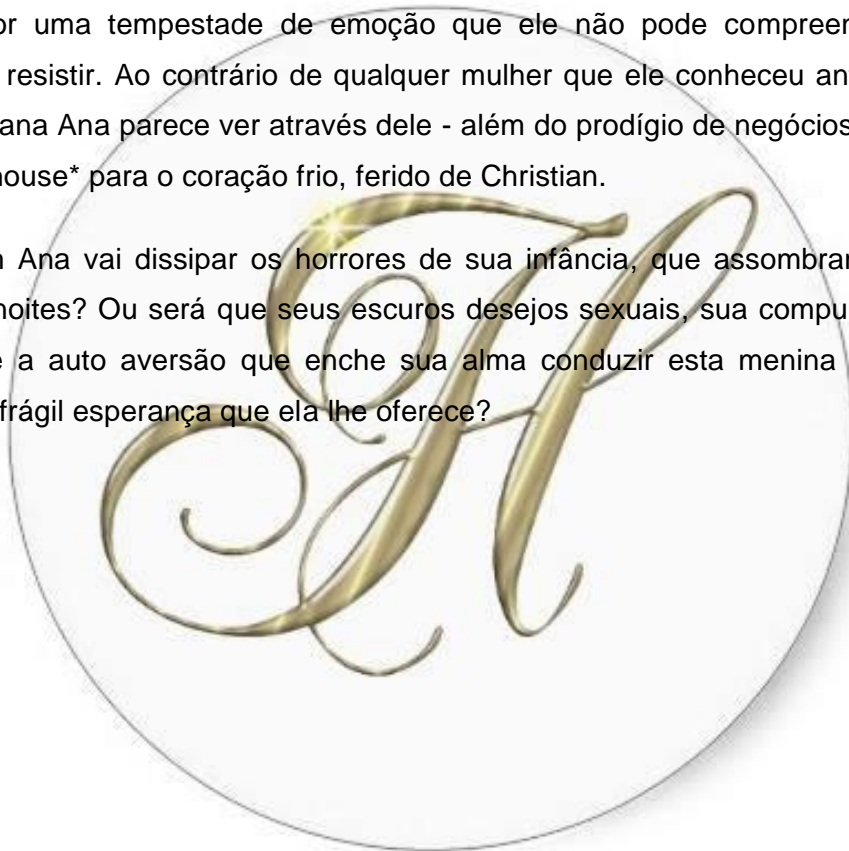 or uma tempestade de emoção que ele não pode compreen
resistir. Ao contrário de qualquer mulher que ele conheceu an
ana Ana parece ver através dele - além do prodígio de negócios
house* para o coração frio, ferido de Christian.
Ana vai dissipar os horrores de sua infância, que assombrar
noites? Ou será que seus escuros desejos sexuais, sua compu
e a auto aversão que enche sua alma conduzir esta menina
frágil esperança que ela lhe oferece?
H